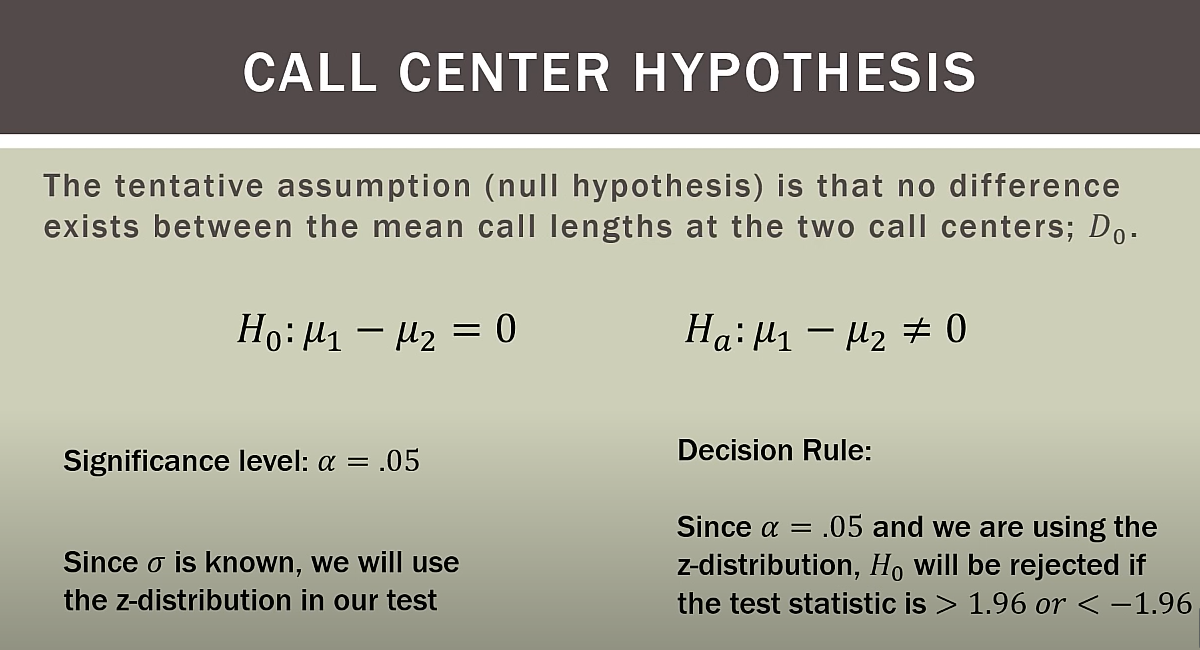 CALL CENTER HYPOTHESIS
The tentative assumption (null hypothesis) is that no difference
exists between the mean call lengths at the two call centers; D₀.
H₀: μ₁ − μ₂ = 0
Hₐ: μ₁ − μ₂ ≠ 0
Significance level: α = .05
Since σ is known, we will use
the z-distribution in our test
Decision Rule:
Since α = .05 and we are using the
z-distribution, H₀ will be rejected if
the test statistic is > 1.96 or < −1.96